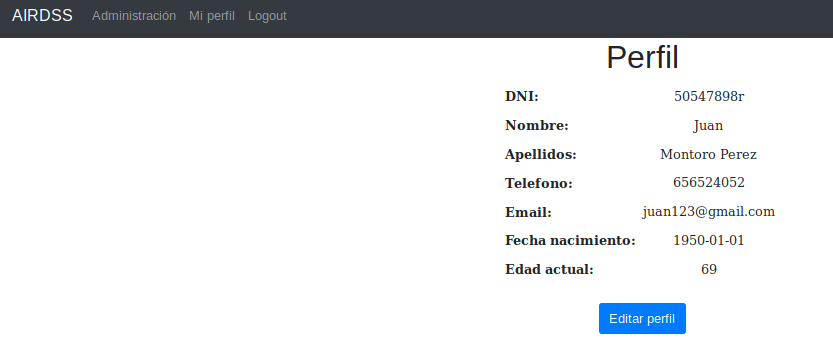 AIRDSS Administración Mi perfil Logout
Perfil
DNI: 50547898r
Nombre: Juan
Apellidos: Montoro Perez
Telefono: 656524052
Email: juan123@gmail.com
Fecha nacimiento: 1950-01-01
Edad actual: 69
Editar perfil